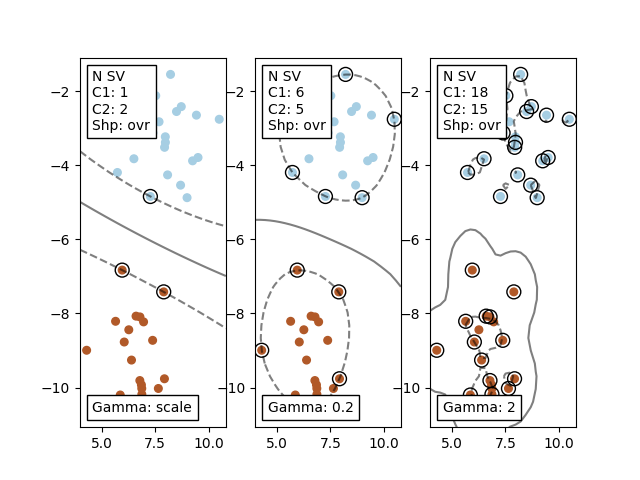 N SV
C1: 1
C2: 2
Shp: ovr
N SV
C1: 6
C2: 5
Shp: ovr
N SV
C1: 18
C2: 15
Shp: ovr
−2
−4
−6
−8
−10
−2
−4
−6
−8
−10
−2
−4
−6
−8
−10
Gamma: scale
Gamma: 0.2
Gamma: 2
5.0 7.5 10.0
5.0 7.5 10.0
5.0 7.5 10.0